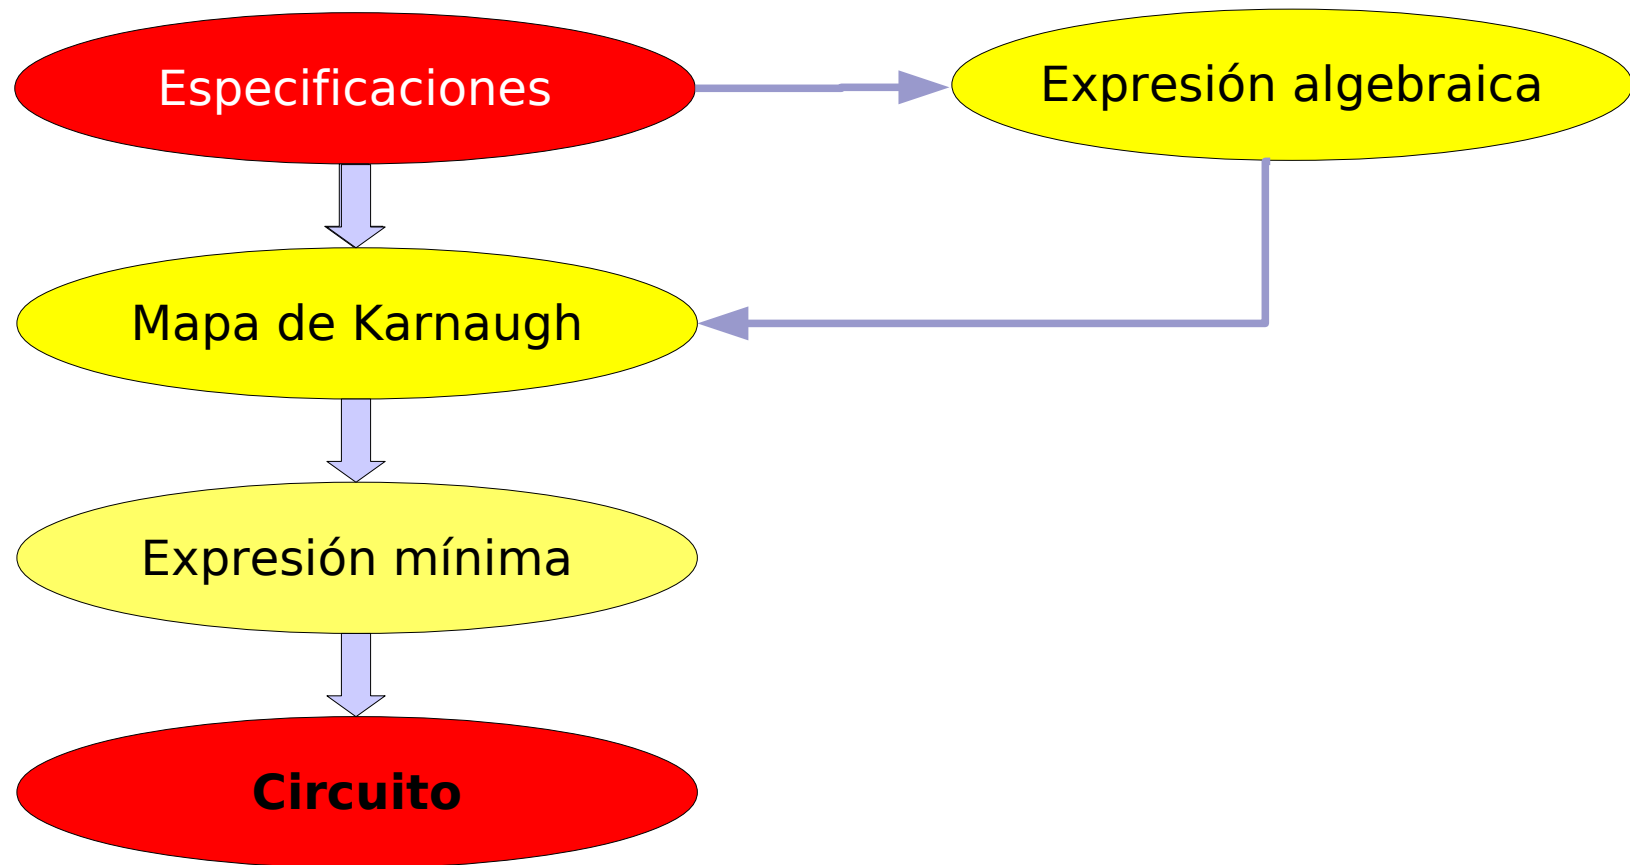 Especificaciones
Expresión algebraica
Mapa de Karnaugh
Expresión mínima
Circuito